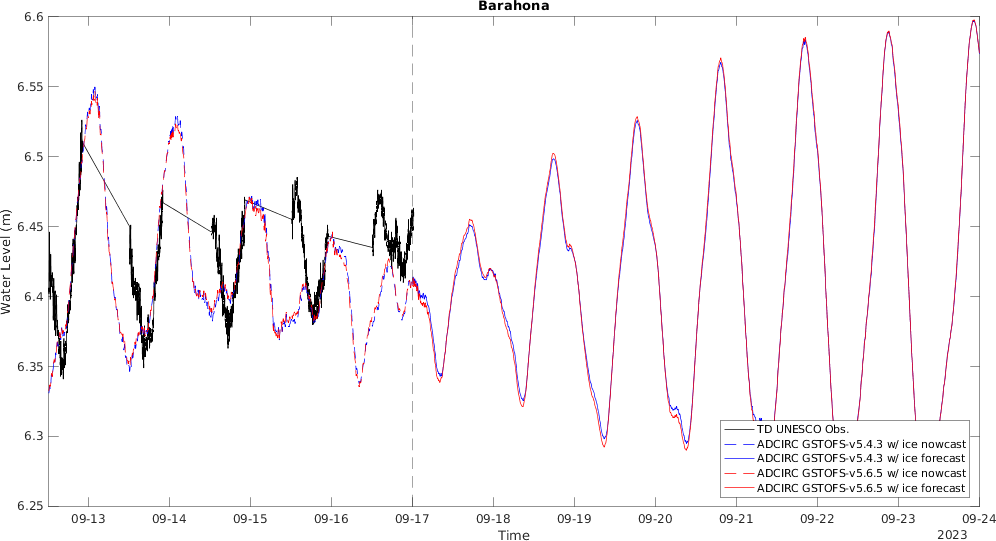 Barahona
Water Level (m)
6.6
6.55
6.5
6.45
6.4
6.35
6.3
6.25
TD UNESCO Obs.
ADCIRC GSTOFS-v5.4.3 w/ ice nowcast
ADCIRC GSTOFS-v5.4.3 w/ ice forecast
ADCIRC GSTOFS-v5.6.5 w/ ice nowcast
ADCIRC GSTOFS-v5.6.5 w/ ice forecast
09-13 09-14 09-15 09-16 09-17 09-18 09-19 09-20 09-21 09-22 09-23 09-24
Time
2023